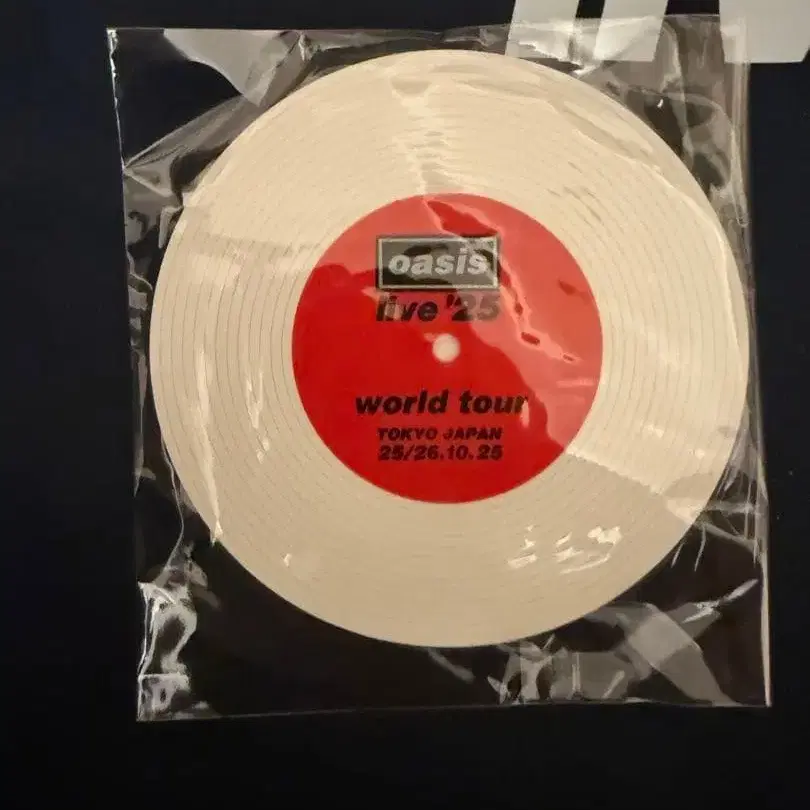 oasis
live '25
world tour
TOKYO JAPAN
25/26.10.25